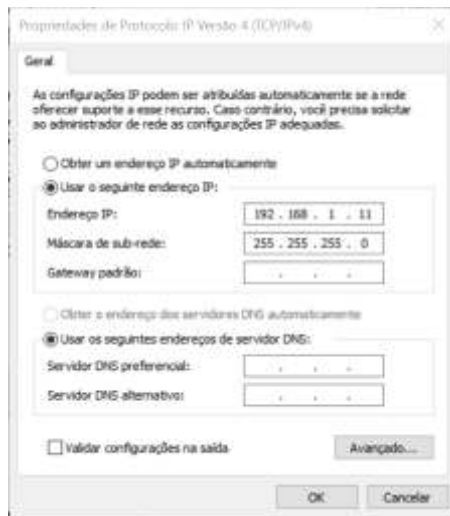 Propriedades de Protocolo IP Versão 4 (TCP/IPv4)
Geral
As configurações IP podem ser atribuídas automaticamente se a rede
oferecer suporte a esse recurso. Caso contrário, você precisa solicitar
ao administrador de rede as configurações IP adequadas.
Obter um endereço IP automaticamente
Usar o seguinte endereço IP:
Endereço IP: 192 . 168 . 1 . 11
Máscara de sub-rede: 255 . 255 . 255 . 0
Gateway padrão: . . .
Obter o endereço dos servidores DNS automaticamente
Usar os seguintes endereços de servidor DNS:
Servidor DNS preferencial: . . .
Servidor DNS alternativo: . . .
Validar configurações na saída Avançado...
OK Cancelar